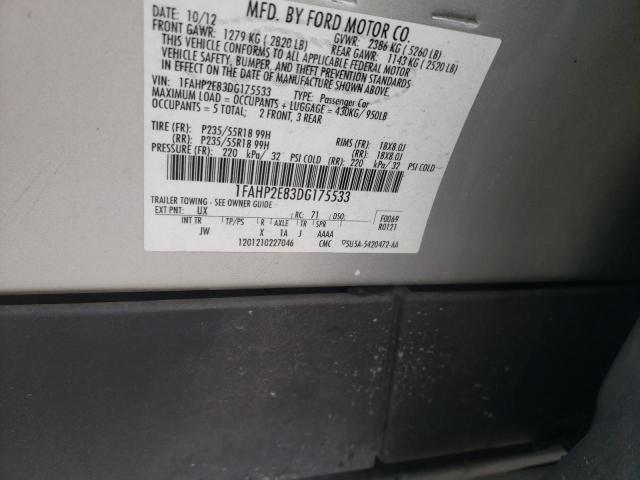 MFD. BY FORD MOTOR CO.
DATE: 10/12 GVWR: 2386 KG (5260 LB)
FRONT GAWR: 1279 KG (2820 LB) REAR GAWR: 1143 KG (2520 LB)
THIS VEHICLE CONFORMS TO ALL APPLICABLE FEDERAL MOTOR
VEHICLE SAFETY, BUMPER, AND THEFT PREVENTION STANDARDS
IN EFFECT ON THE DATE OF MANUFACTURE SHOWN ABOVE.
VIN: 1FAHP2E83DG175533 TYPE: Passenger Car
MAXIMUM LOAD = OCCUPANTS + LUGGAGE = 430KG / 950LB
OCCUPANTS = 5 TOTAL; 2 FRONT, 3 REAR
TIRE (FR): P235/55R18 99H RIMS (FR): 18X8.0J
(RR): P235/55R18 99H (RR): 18X8.0J
PRESSURE (FR): 220 kPa/ 32 PSI COLD (RR): 220 kPa/ 32 PSI COLD
1FAHP2E83DG175533
TRAILER TOWING - SEE OWNER GUIDE
EXT PNT: UX RC: 71 DSO: F0069
INT TR TP/PS R AXLE TR SPR R0121
JW X 1A J AAAA
1201210227046 CMC 5U5A-5420472-AA